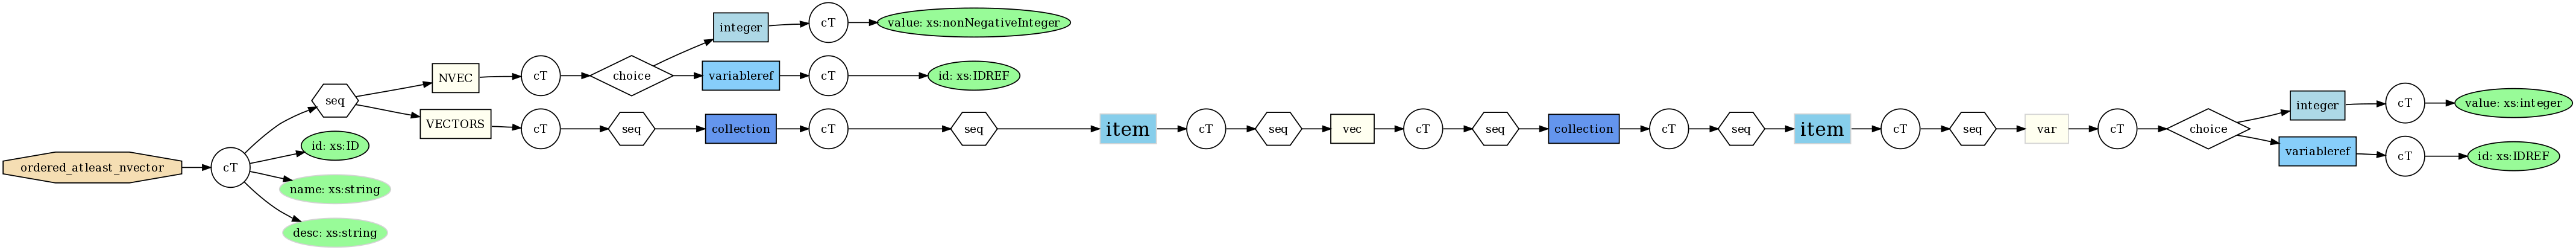 ordered_atleast_nvector
cT
seq
NVEC
cT
choice
integer
cT
value: xs:nonNegativeInteger
variableref
cT
id: xs:IDREF
VECTORS
cT
seq
collection
cT
seq
item
cT
seq
vec
cT
seq
collection
cT
seq
item
cT
seq
var
cT
choice
integer
cT
value: xs:integer
variableref
cT
id: xs:IDREF
id: xs:ID
name: xs:string
desc: xs:string